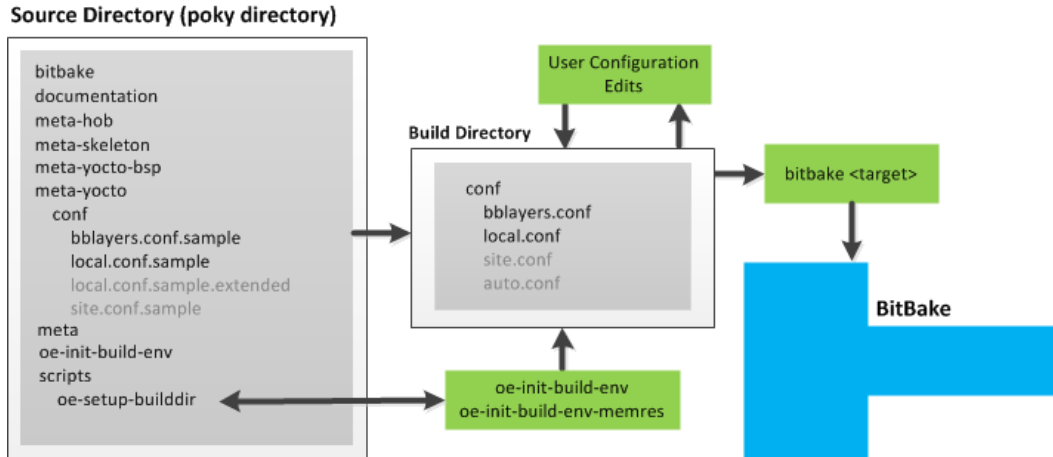 Source Directory (poky directory)
bitbake
documentation
meta-hob
meta-skeleton
meta-yocto-bsp
meta-yocto
conf
bblayers.conf.sample
local.conf.sample
local.conf.sample.extended
site.conf.sample
meta
oe-init-build-env
scripts
oe-setup-builddir
User Configuration
Edits
Build Directory
conf
bblayers.conf
local.conf
site.conf
auto.conf
oe-init-build-env
oe-init-build-env-memres
bitbake <target>
BitBake